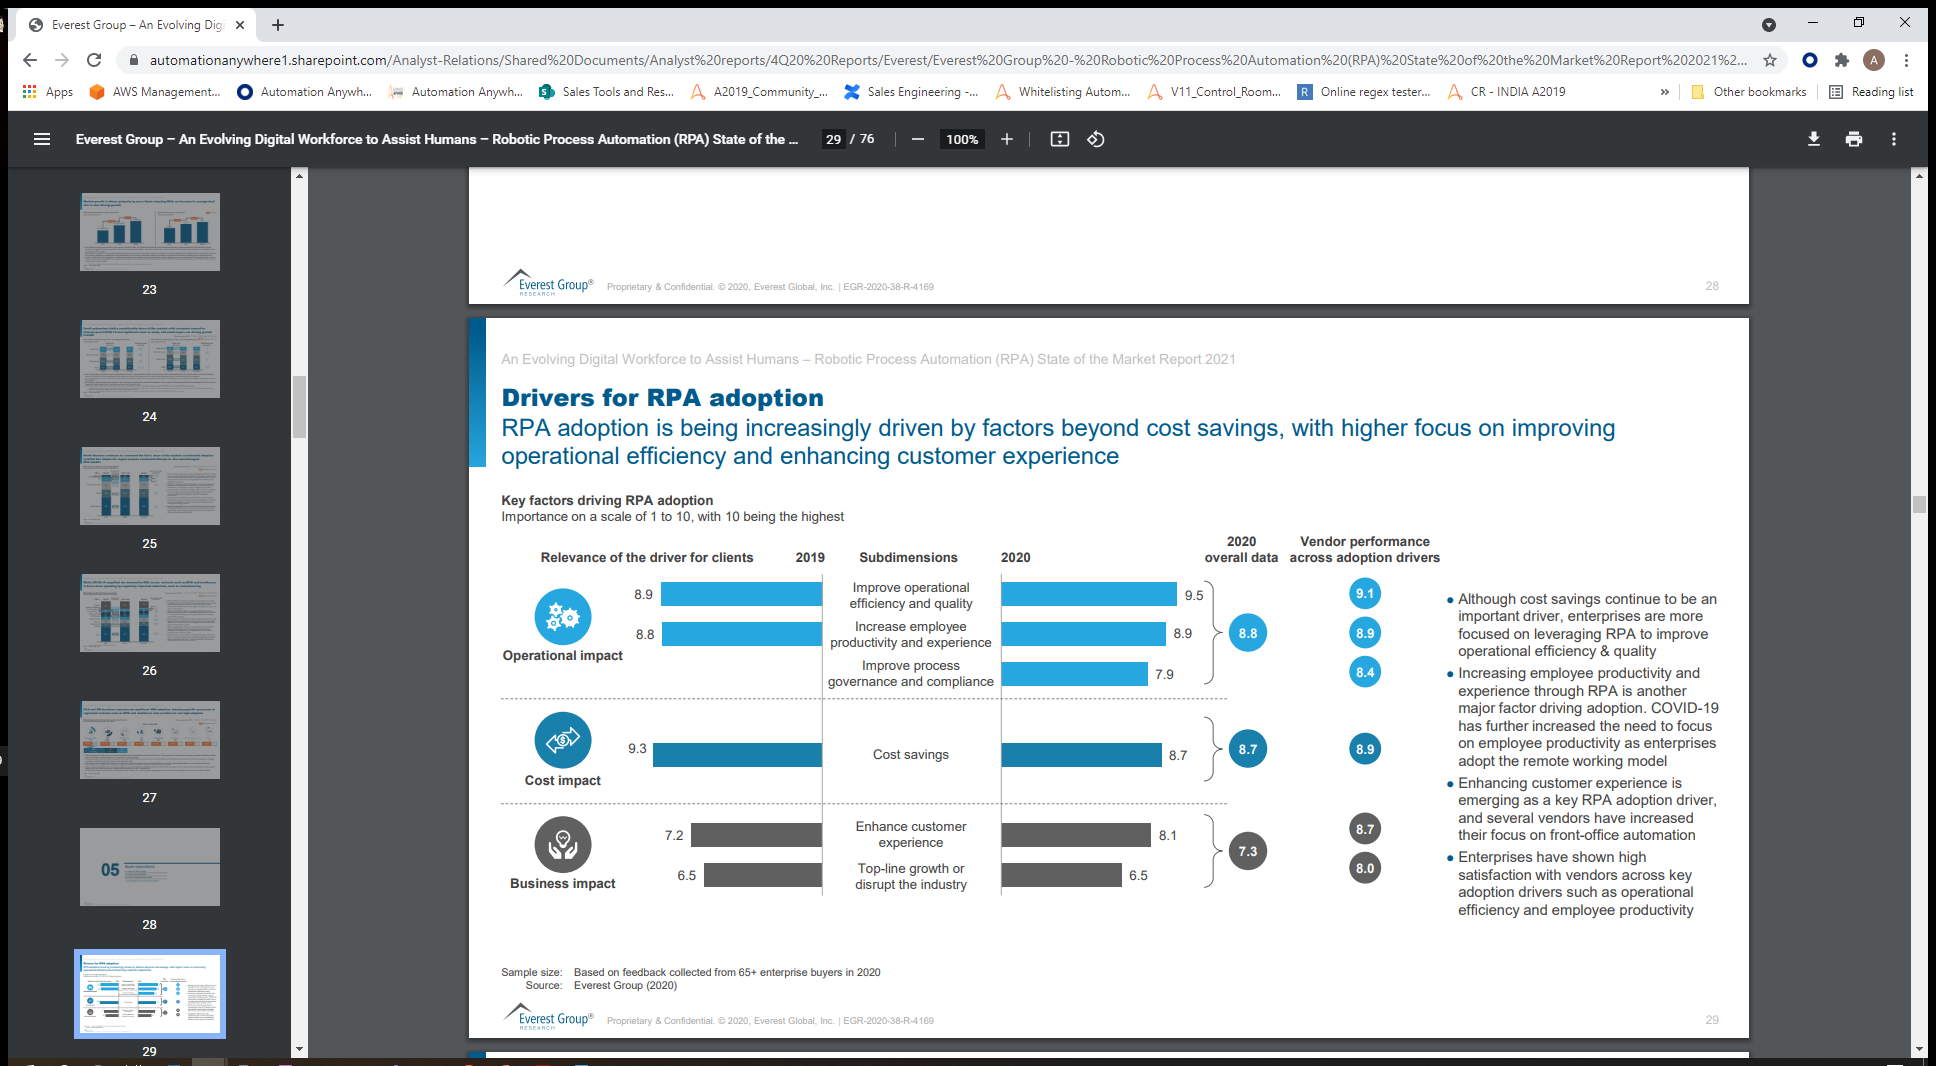 Everest Group – An Evolving Dig
automationanywhere1.sharepoint.com/Analyst-Relations/Shared%20Documents/Analyst%20reports/4Q20%20Reports/Everest/Everest%20Group%20-%20Robotic%20Process%20Automation%20(RPA)%20State%20of%20the%20Market%20Report%202021%2...
A
Apps
AWS Management...
Automation Anywh...
Automation Anywh...
Sales Tools and Res...
A2019_Community_...
Sales Engineering -...
Whitelisting Autom...
V11_Control_Room...
R
Online regex tester...
CR - INDIA A2019
»
Other bookmarks
Reading list
Everest Group – An Evolving Digital Workforce to Assist Humans – Robotic Process Automation (RPA) State of the ...
29 / 76
100%
23
24
25
26
27
05
28
29
Everest Group®
RESEARCH
Proprietary & Confidential. © 2020, Everest Global, Inc. | EGR-2020-38-R-4169
28
An Evolving Digital Workforce to Assist Humans – Robotic Process Automation (RPA) State of the Market Report 2021
Drivers for RPA adoption
RPA adoption is being increasingly driven by factors beyond cost savings, with higher focus on improving
operational efficiency and enhancing customer experience
Key factors driving RPA adoption
Importance on a scale of 1 to 10, with 10 being the highest
Relevance of the driver for clients
2019
Subdimensions
2020
2020
overall data
Vendor performance
across adoption drivers
Operational impact
8.9
Improve operational
efficiency and quality
9.5
9.1
8.8
Increase employee
productivity and experience
8.9
8.8
8.9
Improve process
governance and compliance
7.9
8.4
Cost impact
9.3
Cost savings
8.7
8.7
8.9
Business impact
7.2
Enhance customer
experience
8.1
7.3
8.7
6.5
Top-line growth or
disrupt the industry
6.5
8.0
Although cost savings continue to be an
important driver, enterprises are more
focused on leveraging RPA to improve
operational efficiency & quality
Increasing employee productivity and
experience through RPA is another
major factor driving adoption. COVID-19
has further increased the need to focus
on employee productivity as enterprises
adopt the remote working model
Enhancing customer experience is
emerging as a key RPA adoption driver,
and several vendors have increased
their focus on front-office automation
Enterprises have shown high
satisfaction with vendors across key
adoption drivers such as operational
efficiency and employee productivity
Sample size: Based on feedback collected from 65+ enterprise buyers in 2020
Source: Everest Group (2020)
Everest Group®
RESEARCH
Proprietary & Confidential. © 2020, Everest Global, Inc. | EGR-2020-38-R-4169
29